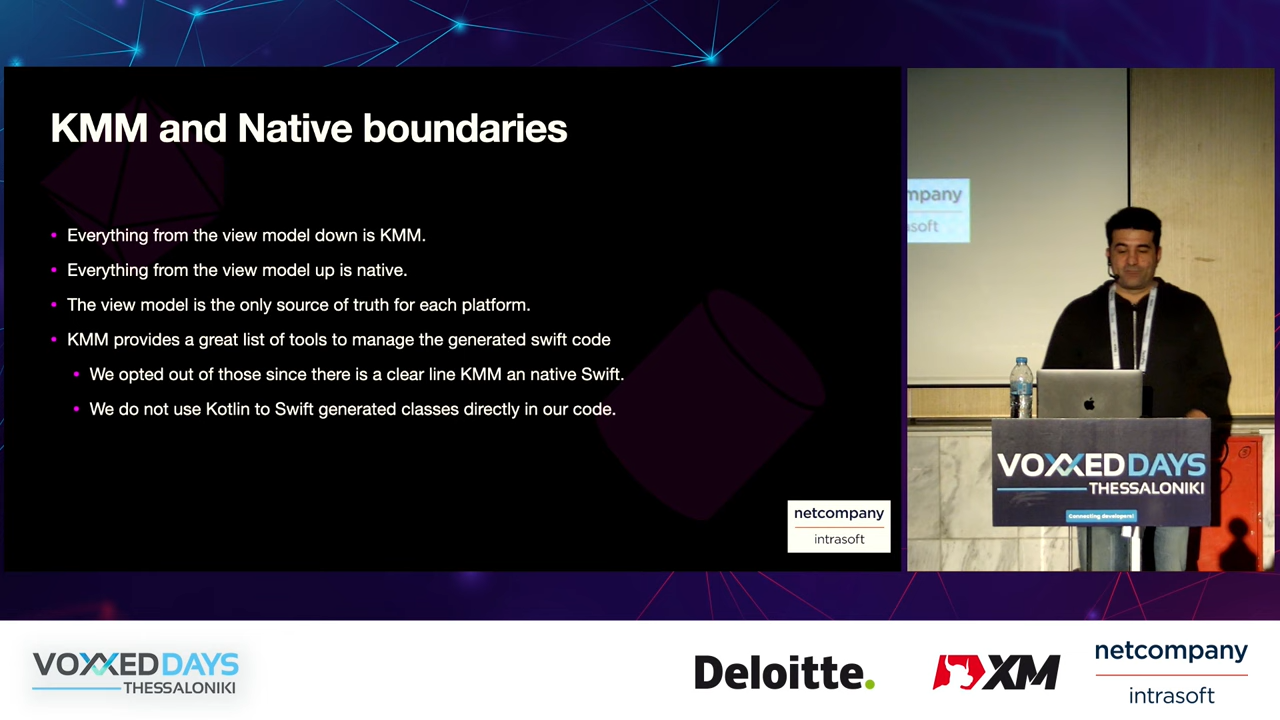 KMM and Native boundaries
Everything from the view model down is KMM.
Everything from the view model up is native.
The view model is the only source of truth for each platform.
KMM provides a great list of tools to manage the generated swift code
We opted out of those since there is a clear line KMM an native Swift.
We do not use Kotlin to Swift generated classes directly in our code.
netcompany
intrasoft
mpany
soft
VOXXED DAYS
THESSALONIKI
Connecting developers!
VOXXED DAYS
THESSALONIKI
Deloitte.
XM
netcompany
intrasoft